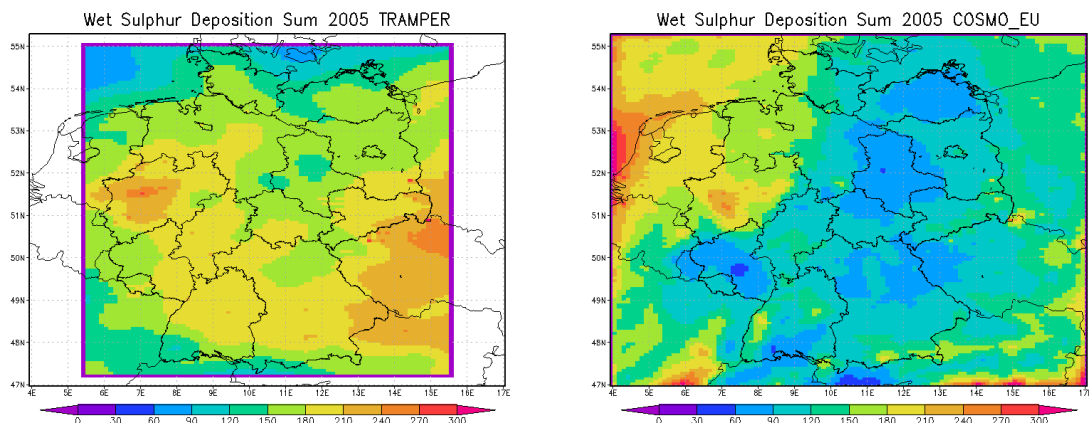 Wet Sulphur Deposition Sum 2005 TRAMPER
55N
54N
53N
52N
51N
50N
49N
48N
47N
4E 5E 6E 7E 8E 9E 10E 11E 12E 13E 14E 15E 16E 17E
0 30 60 90 120 150 180 210 240 270 300
Wet Sulphur Deposition Sum 2005 COSMO_EU
55N
54N
53N
52N
51N
50N
49N
48N
47N
4E 5E 6E 7E 8E 9E 10E 11E 12E 13E 14E 15E 16E 17E
0 30 60 90 120 150 180 210 240 270 300